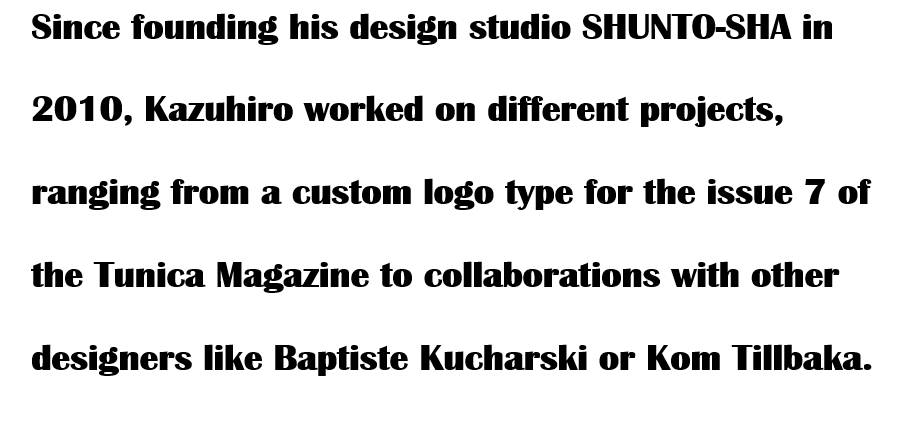 Since founding his design studio SHUNTO-SHA in
2010, Kazuhiro worked on different projects,
ranging from a custom logo type for the issue 7 of
the Tunica Magazine to collaborations with other
designers like Baptiste Kucharski or Kom Tillbaka.